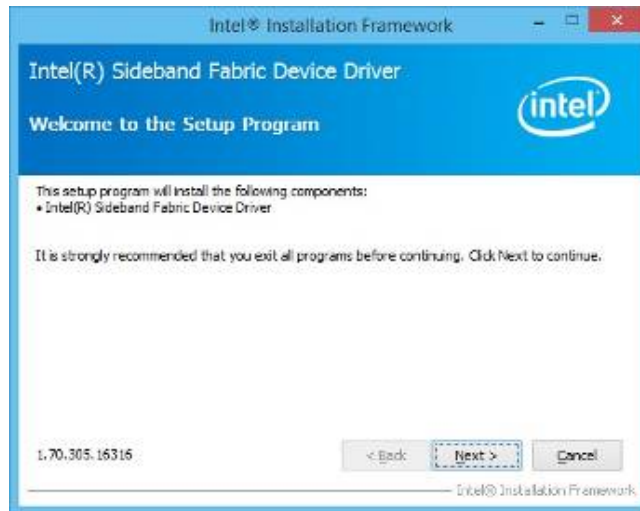 Intel® Installation Framework
Intel(R) Sideband Fabric Device Driver
intel
Welcome to the Setup Program
This setup program will install the following components:
• Intel(R) Sideband Fabric Device Driver
It is strongly recommended that you exit all programs before continuing. Click Next to continue.
1.70.305.16316
< Back
Next >
Cancel
Intel® Installation Framework